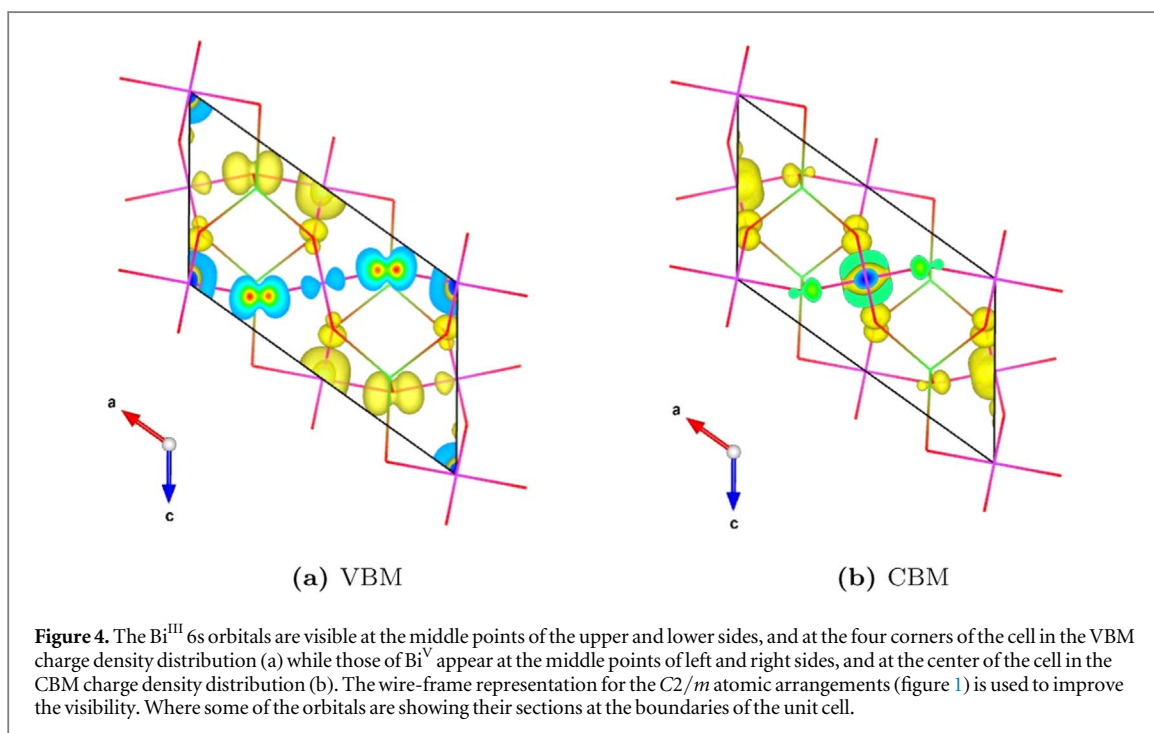 a
c
a
c
(a) VBM
(b) CBM
Figure 4. The Bi^III 6s orbitals are visible at the middle points of the upper and lower sides, and at the four corners of the cell in the VBM
charge density distribution (a) while those of Bi^V appear at the middle points of left and right sides, and at the center of the cell in the
CBM charge density distribution (b). The wire-frame representation for the C2/m atomic arrangements (figure 1) is used to improve
the visibility. Where some of the orbitals are showing their sections at the boundaries of the unit cell.